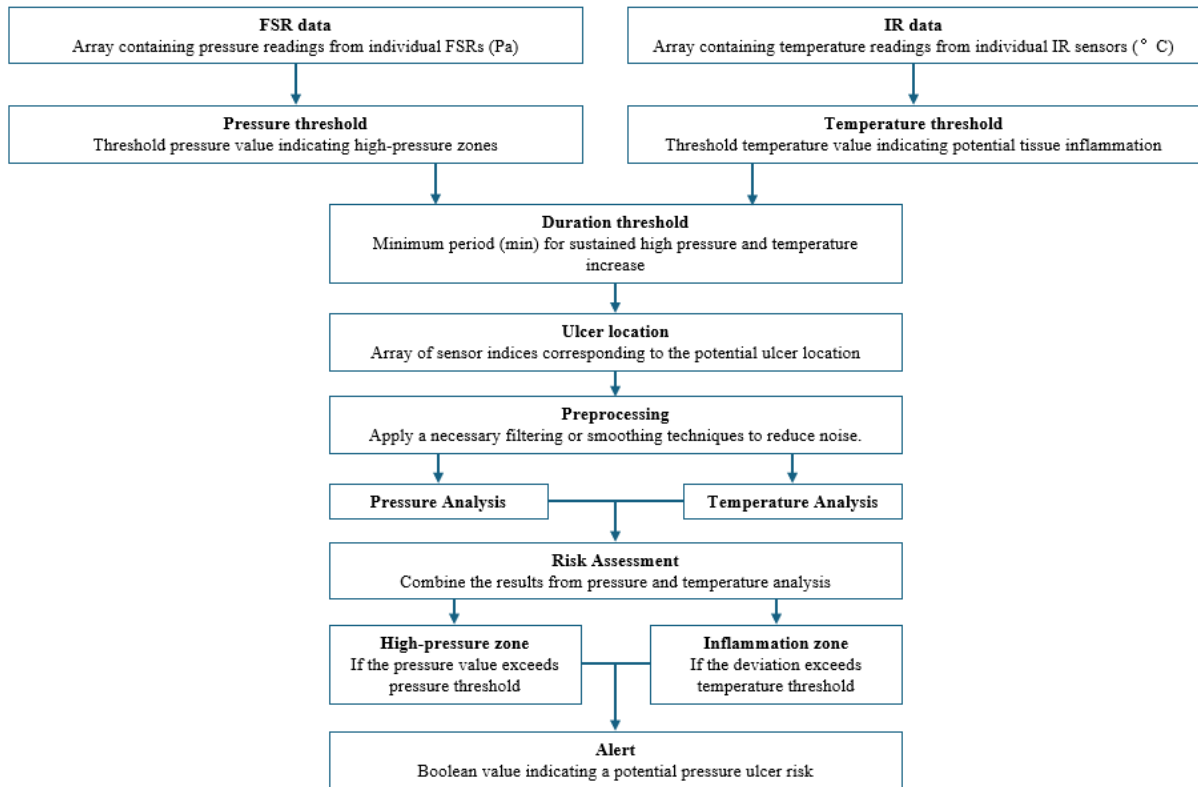 FSR data
Array containing pressure readings from individual FSRs (Pa)
IR data
Array containing temperature readings from individual IR sensors (° C)
Pressure threshold
Threshold pressure value indicating high-pressure zones
Temperature threshold
Threshold temperature value indicating potential tissue inflammation
Duration threshold
Minimum period (min) for sustained high pressure and temperature
increase
Ulcer location
Array of sensor indices corresponding to the potential ulcer location
Preprocessing
Apply a necessary filtering or smoothing techniques to reduce noise.
Pressure Analysis
Temperature Analysis
Risk Assessment
Combine the results from pressure and temperature analysis
High-pressure zone
If the pressure value exceeds
pressure threshold
Inflammation zone
If the deviation exceeds
temperature threshold
Alert
Boolean value indicating a potential pressure ulcer risk